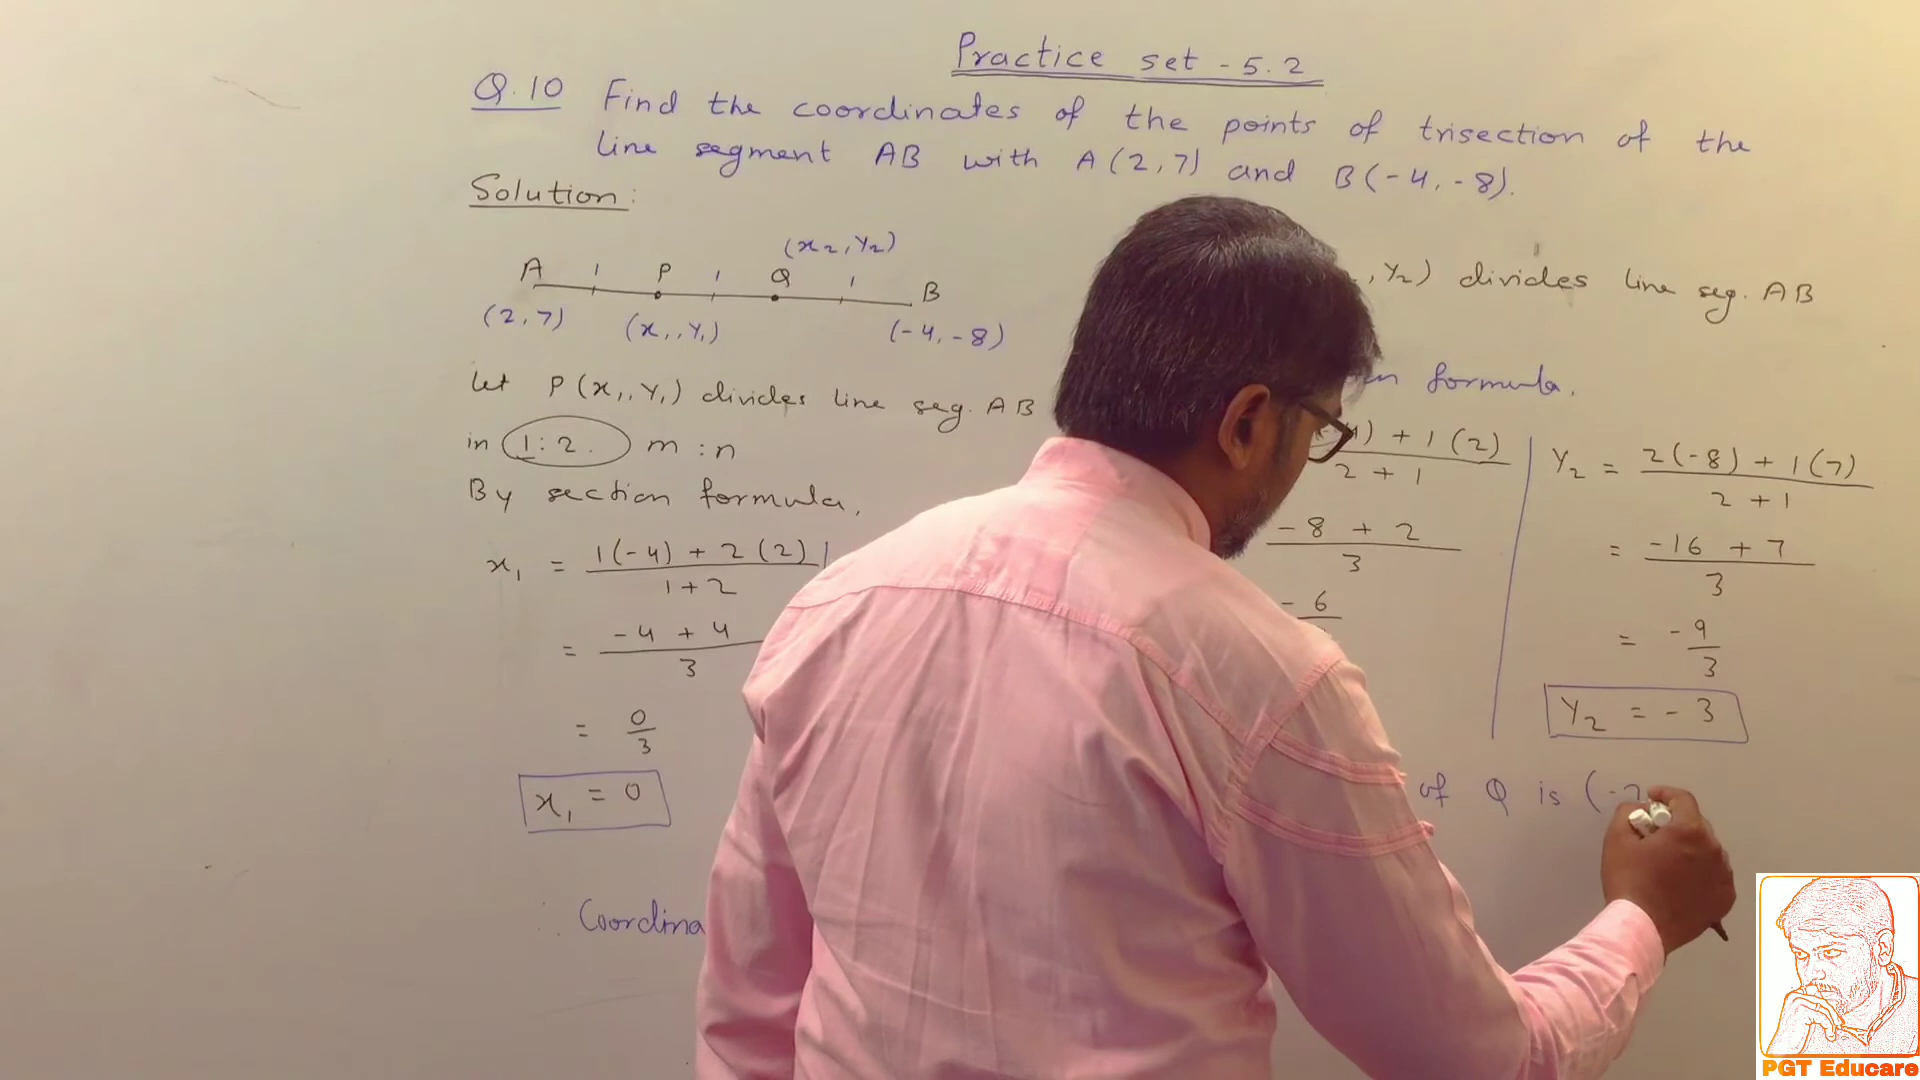 Practice set - 5.2
Q.10 Find the coordinates of the points of trisection of the
line segment AB with A(2,7) and B(-4,-8).
Solution:
(x₂,Y₂)
A 1 P 1 Q 1 B
(2,7) (x₁,Y₁) (-4,-8)
Let P(x₁,Y₁) divides line seg. AB
in 1:2. m:n
By section formula,
x₁ = 1(-4) + 2(2)
1+2
= -4 + 4
3
= 0
3
x₁ = 0
∴ Coordina
,Y₂) divides line seg. AB
formula.
) + 1(2)
2 + 1
-8 + 2
3
-6
Y₂ = 2(-8) + 1(7)
2 + 1
= -16 + 7
3
= -9
3
Y₂ = -3
of Q is (-2
PGT Educare